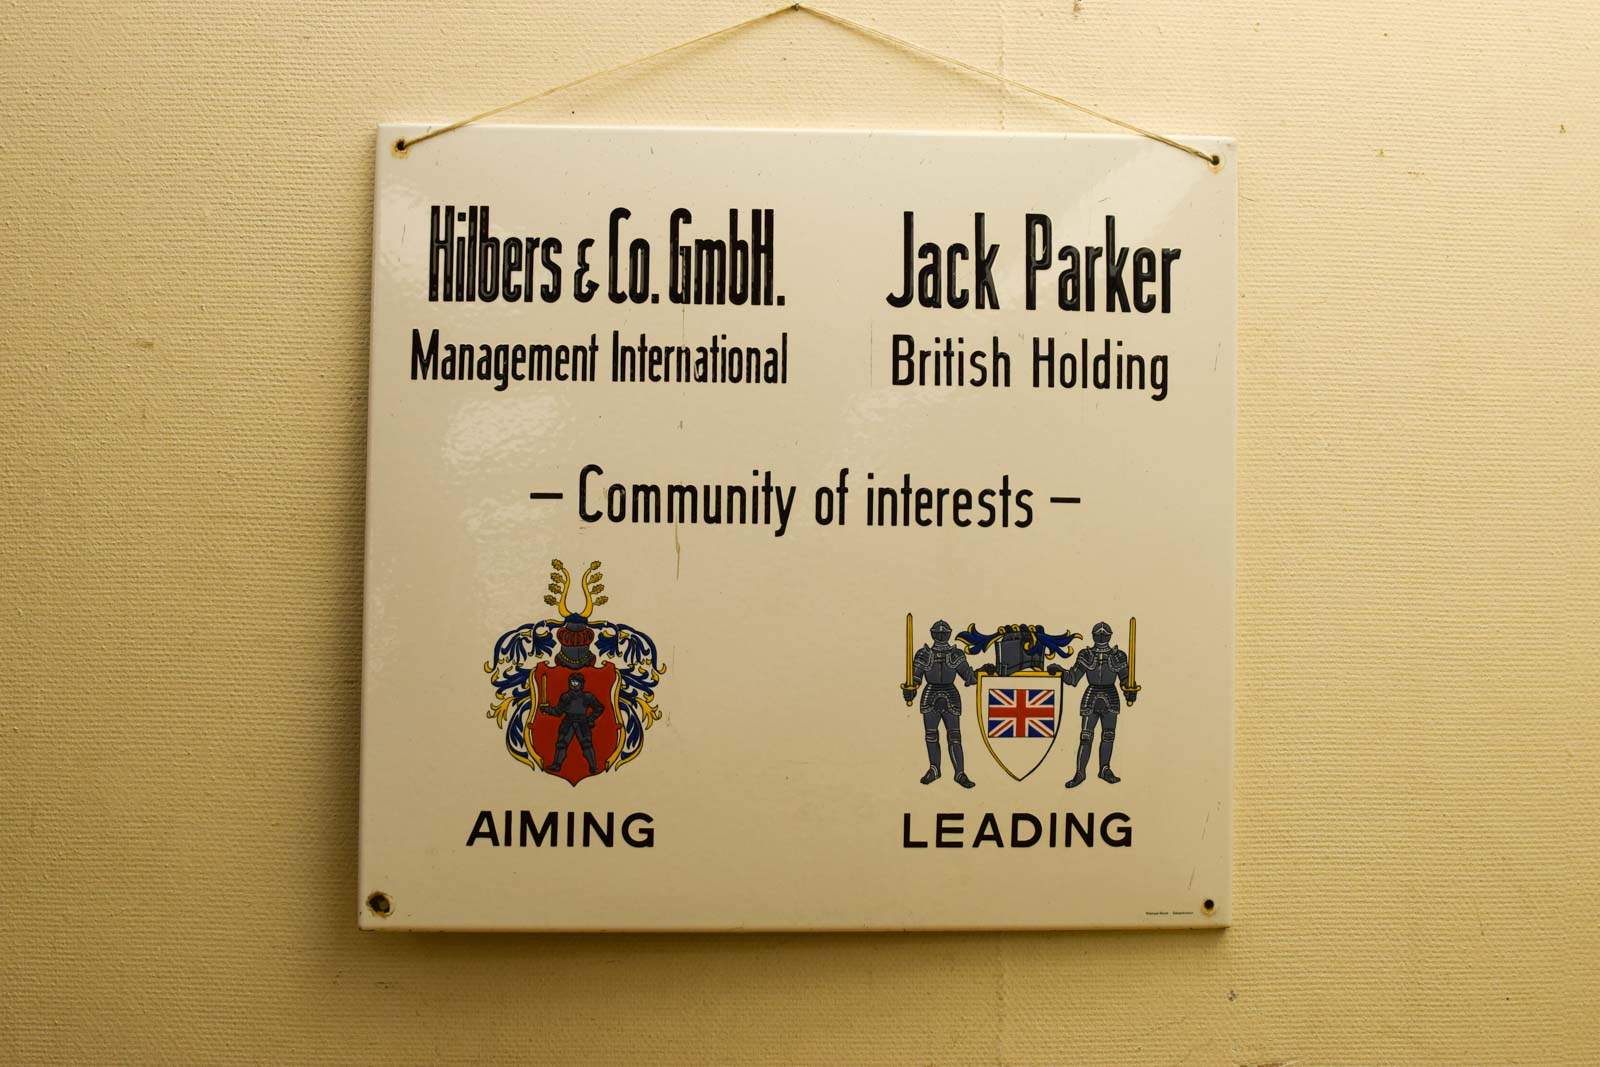 Hilbers & Co. GmbH.
Management International
Jack Parker
British Holding
– Community of interests –
AIMING
LEADING